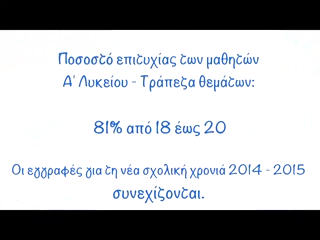 Ποσοστό επιτυχίας των μαθητών
Α' Λυκείου - Τράπεζα θεμάτων:
81% από 18 έως 20
Οι εγγραφές για τη νέα σχολική χρονιά 2014 - 2015
συνεχίζονται.